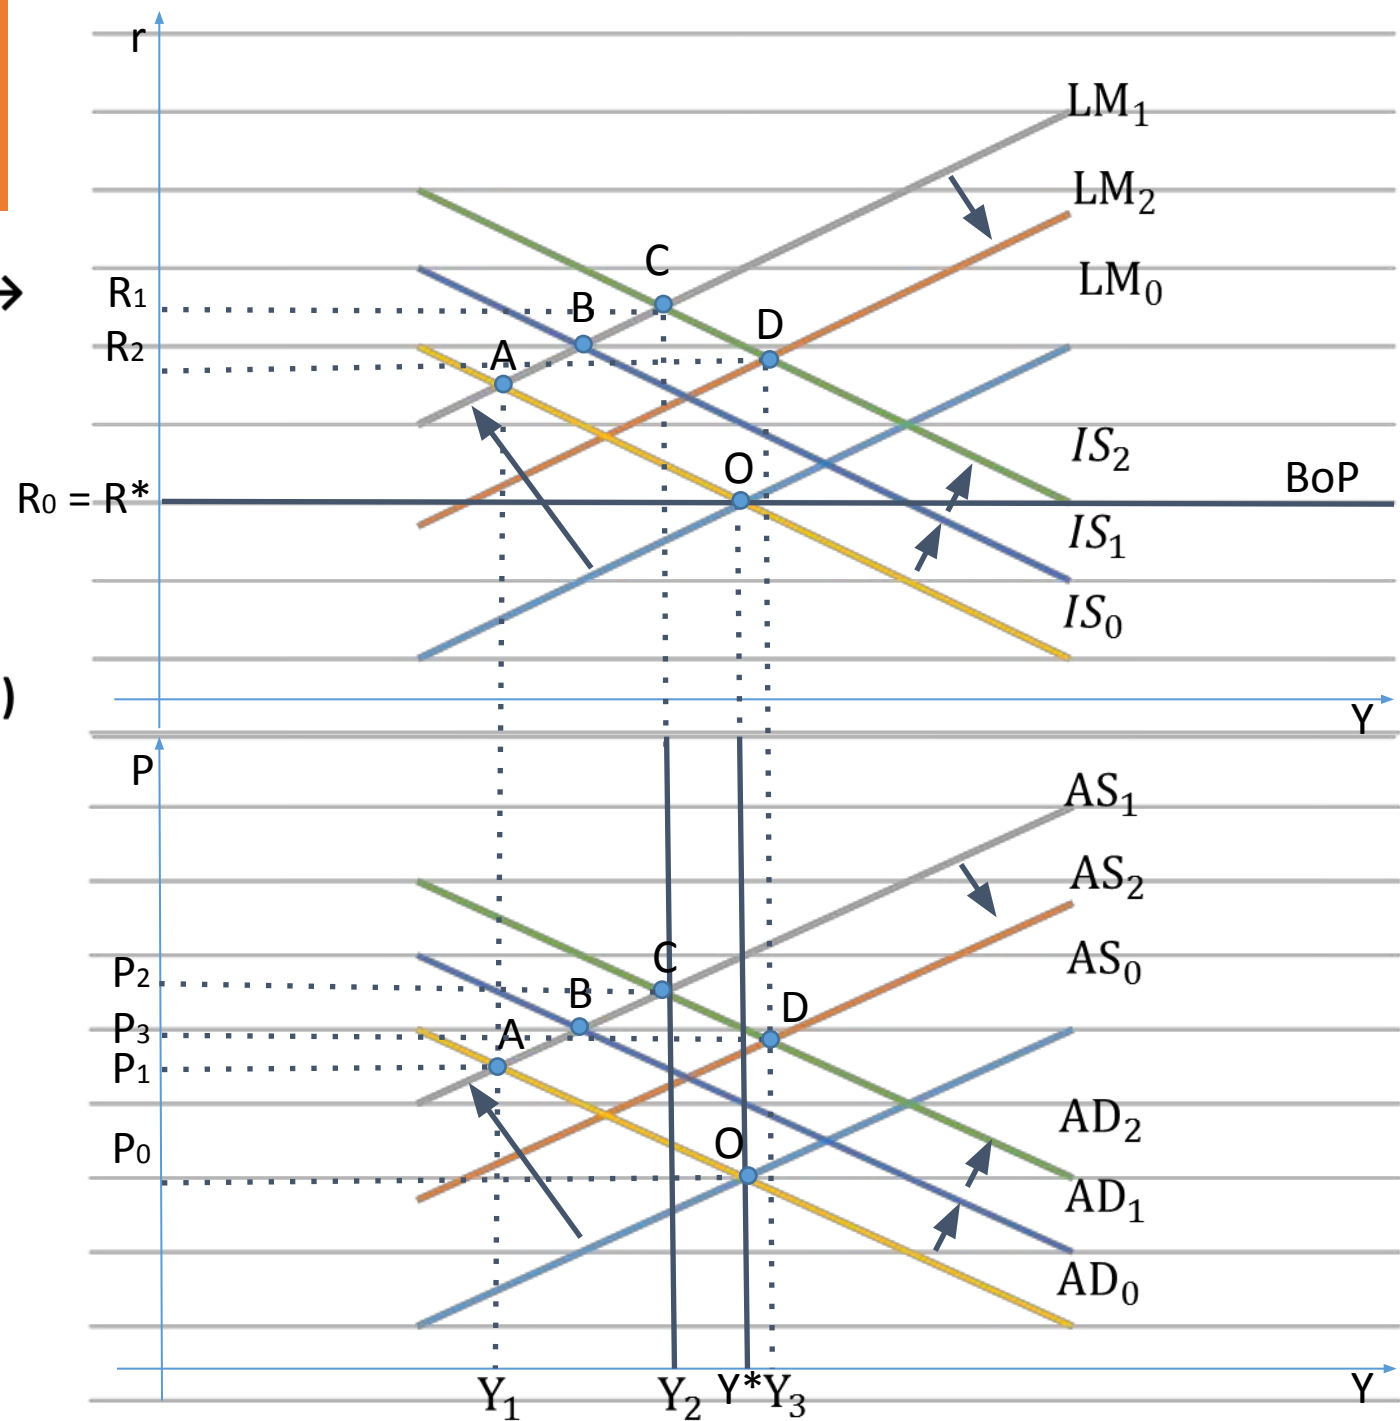 r
LM₁
LM₂
C
LM₀
→
R₁
B
D
R₂
A
IS₂
O
BoP
R₀ = R*
IS₁
IS₀
)
Y
P
AS₁
AS₂
C
AS₀
P₂
B
D
P₃
A
P₁
AD₂
O
P₀
AD₁
AD₀
Y₁
Y₂
Y*
Y₃
Y